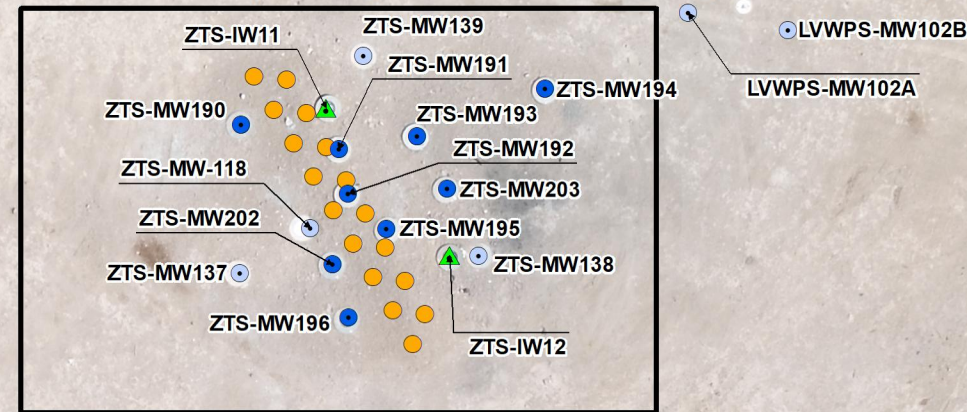 ZTS-MW139
ZTS-IW11
LVWPS-MW102B
ZTS-MW191
LVWPS-MW102A
ZTS-MW194
ZTS-MW190
ZTS-MW193
ZTS-MW192
ZTS-MW-118
ZTS-MW203
ZTS-MW202
ZTS-MW195
ZTS-MW138
ZTS-MW137
ZTS-MW196
ZTS-IW12